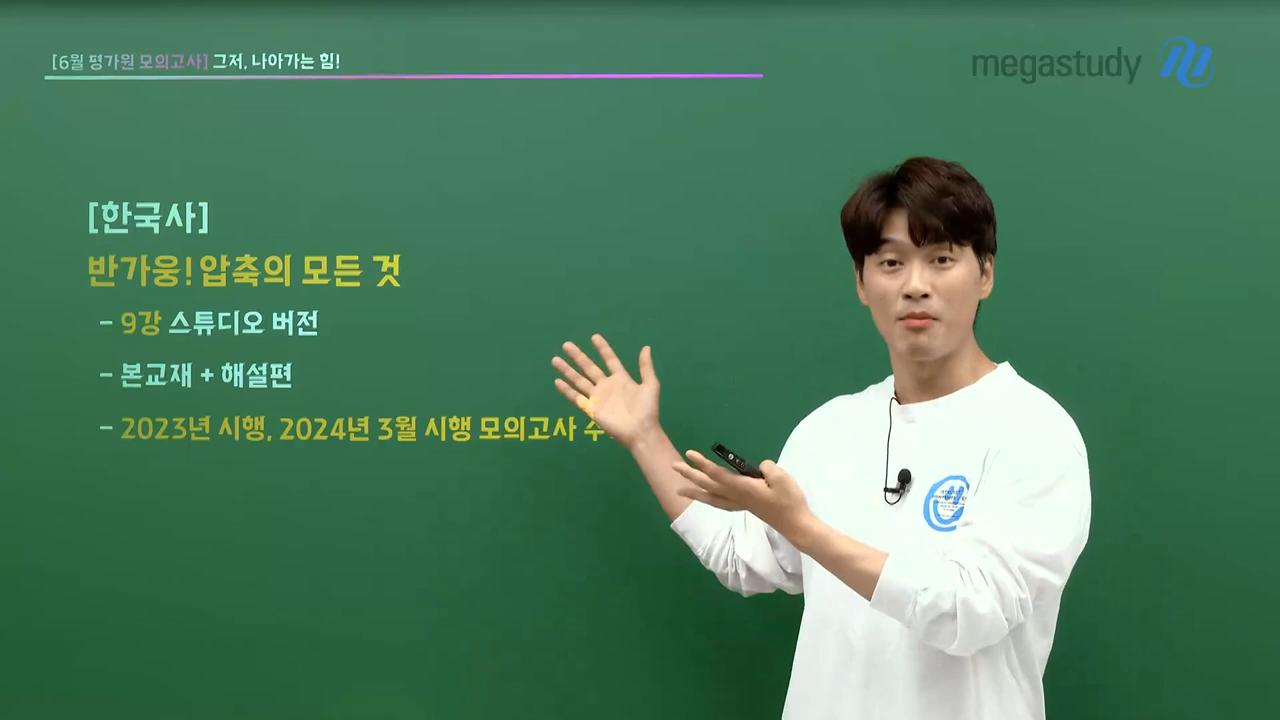 [6월 평가원 모의고사] 그저, 나아가는 힘!
megastudy
[한국사]
반가웅! 압축의 모든 것
- 9강 스튜디오 버전
- 본교재 + 해설편
- 2023년 시행, 2024년 3월 시행 모의고사